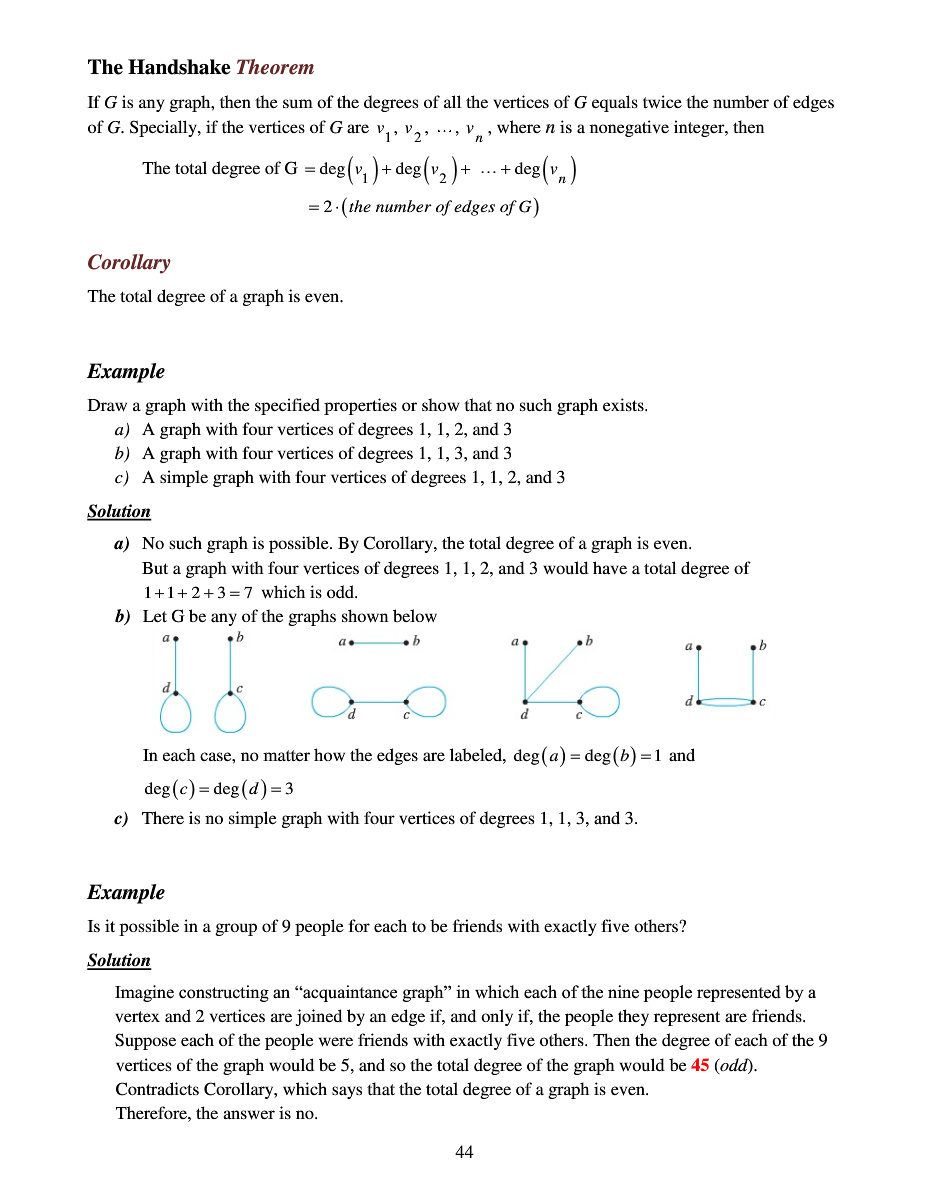 The Handshake Theorem
If G is any graph, then the sum of the degrees of all the vertices of G equals twice the number of edges
of G. Specially, if the vertices of G are v₁, v₂, …, vₙ, where n is a nonegative integer, then
The total degree of G = deg(v₁) + deg(v₂) + … + deg(vₙ)
= 2·(the number of edges of G)
Corollary
The total degree of a graph is even.
Example
Draw a graph with the specified properties or show that no such graph exists.
a) A graph with four vertices of degrees 1, 1, 2, and 3
b) A graph with four vertices of degrees 1, 1, 3, and 3
c) A simple graph with four vertices of degrees 1, 1, 2, and 3
Solution
a) No such graph is possible. By Corollary, the total degree of a graph is even.
But a graph with four vertices of degrees 1, 1, 2, and 3 would have a total degree of
1+1+2+3=7 which is odd.
b) Let G be any of the graphs shown below
a b a b a b a b
d c d c d c d c
In each case, no matter how the edges are labeled, deg(a)=deg(b)=1 and
deg(c)=deg(d)=3
c) There is no simple graph with four vertices of degrees 1, 1, 3, and 3.
Example
Is it possible in a group of 9 people for each to be friends with exactly five others?
Solution
Imagine constructing an “acquaintance graph” in which each of the nine people represented by a
vertex and 2 vertices are joined by an edge if, and only if, the people they represent are friends.
Suppose each of the people were friends with exactly five others. Then the degree of each of the 9
vertices of the graph would be 5, and so the total degree of the graph would be 45 (odd).
Contradicts Corollary, which says that the total degree of a graph is even.
Therefore, the answer is no.
44